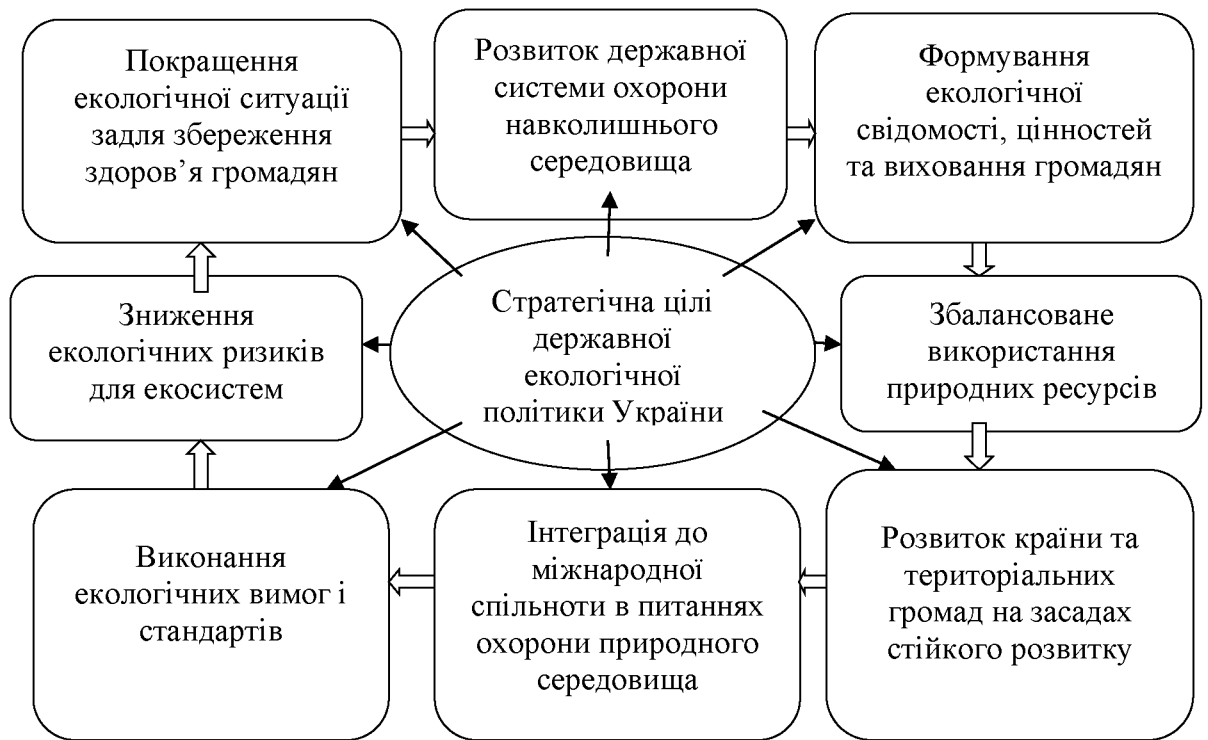 Покращення
екологічної ситуації
задля збереження
здоров’я громадян
Розвиток державної
системи охорони
навколишнього
середовища
Формування
екологічної
свідомості, цінностей
та виховання громадян
Зниження
екологічних ризиків
для екосистем
Стратегічна цілі
державної
екологічної
політики України
Збалансоване
використання
природних ресурсів
Виконання
екологічних вимог і
стандартів
Інтеграція до
міжнародної
спільноти в питаннях
охорони природного
середовища
Розвиток країни та
територіальних
громад на засадах
стійкого розвитку